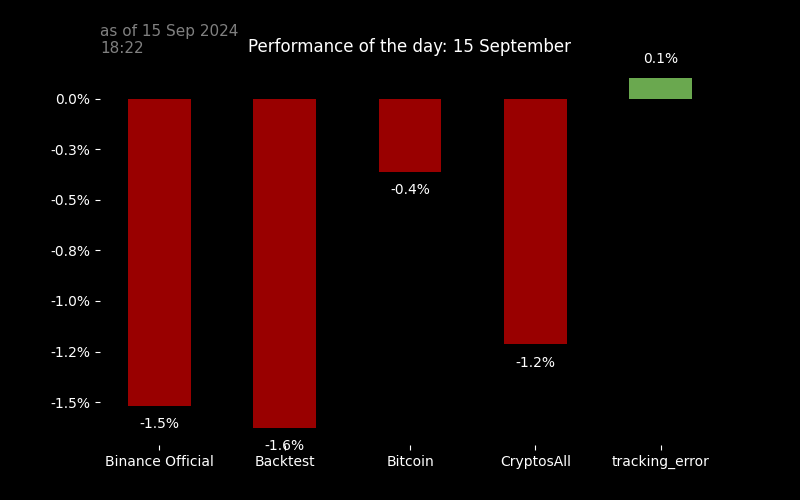 as of 15 Sep 2024
18:22
Performance of the day: 15 September
0.1%
0.0%
-0.3%
-0.5%
-0.8%
-1.0%
-1.2%
-1.5%
-0.4%
-1.2%
-1.5%
-1.6%
Binance Official
Backtest
Bitcoin
CryptosAll
tracking_error